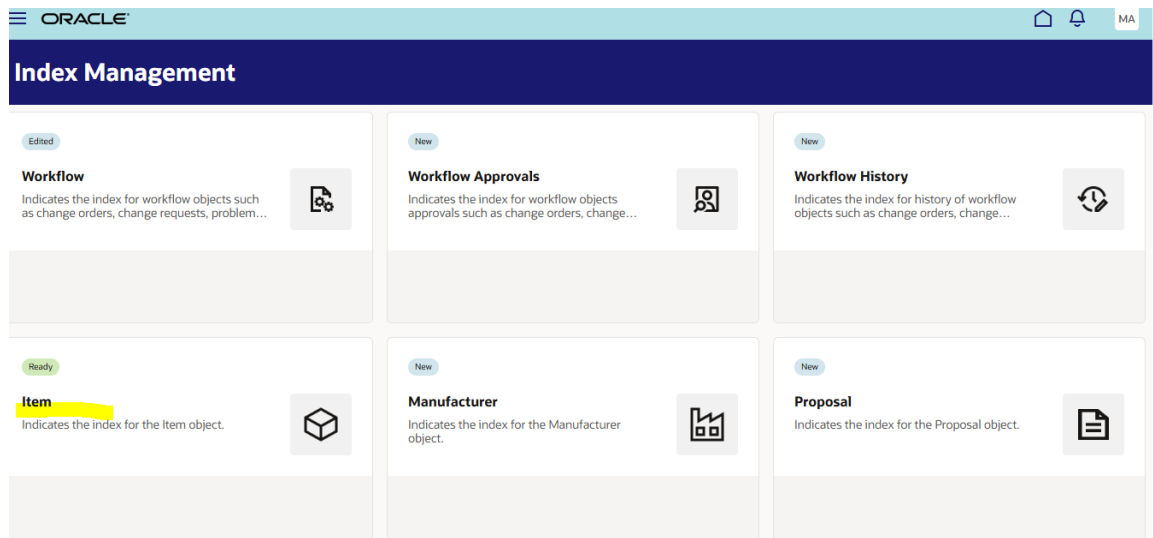 ORACLE
MA
Index Management
Edited
Workflow
Indicates the index for workflow objects such
as change orders, change requests, problem...
New
Workflow Approvals
Indicates the index for workflow objects
approvals such as change orders, change...
New
Workflow History
Indicates the index for history of workflow
objects such as change orders, change...
Ready
Item
Indicates the index for the Item object.
New
Manufacturer
Indicates the index for the Manufacturer
object.
New
Proposal
Indicates the index for the Proposal object.